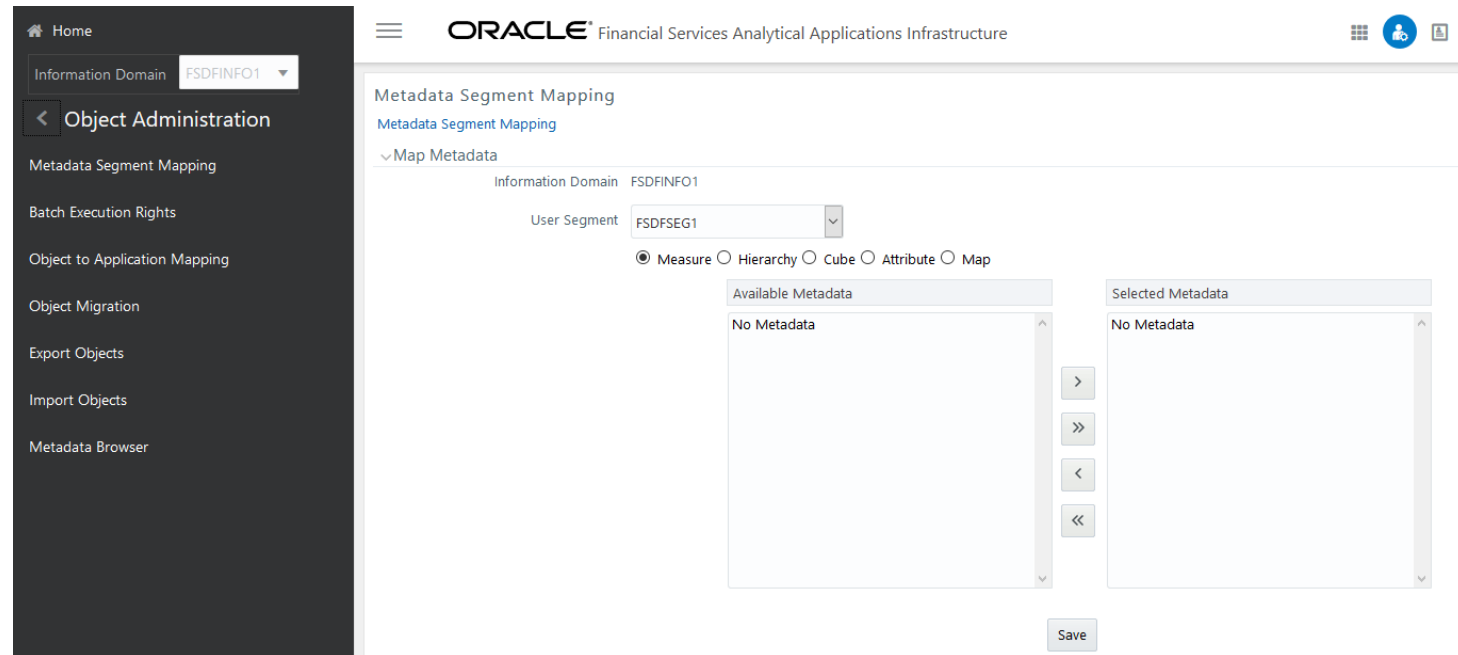 Home
Information Domain FSDFINFO1
Object Administration
Metadata Segment Mapping
Batch Execution Rights
Object to Application Mapping
Object Migration
Export Objects
Import Objects
Metadata Browser
ORACLE® Financial Services Analytical Applications Infrastructure
Metadata Segment Mapping
Metadata Segment Mapping
Map Metadata
Information Domain FSDFINFO1
User Segment FSDFSEG1
Measure Hierarchy Cube Attribute Map
Available Metadata Selected Metadata
No Metadata No Metadata
Save